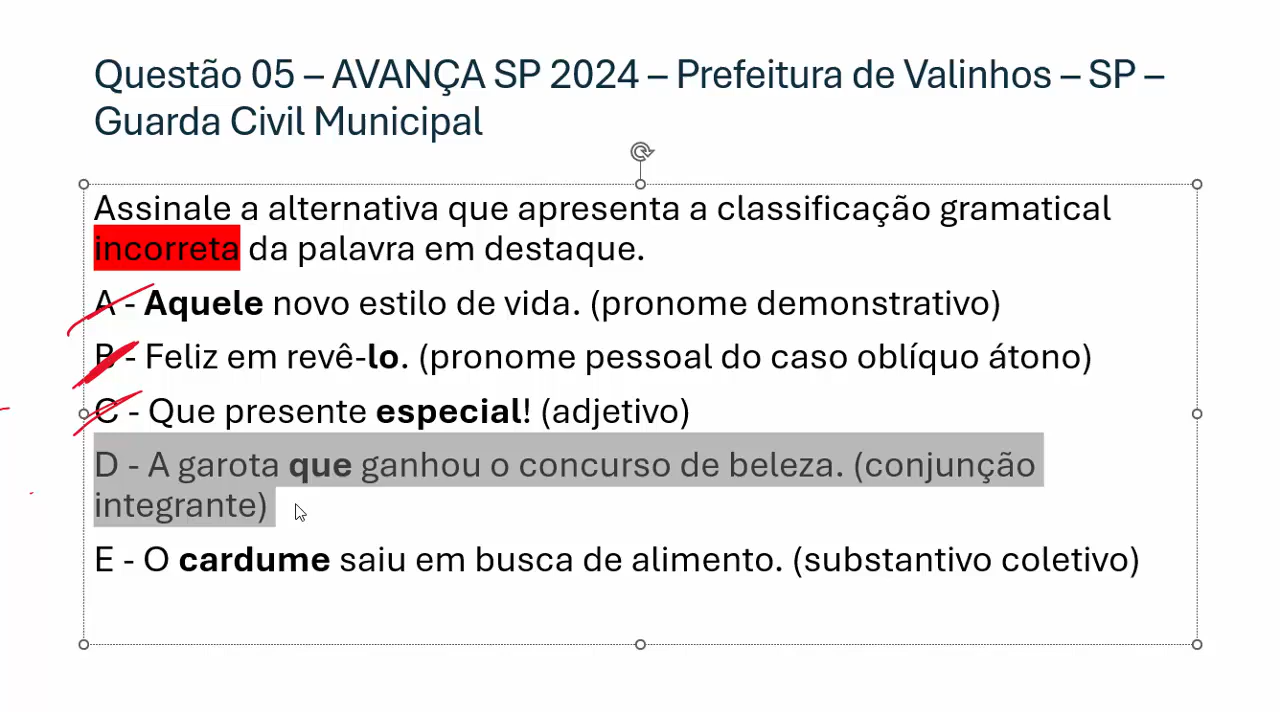 Questão 05 – AVANÇA SP 2024 – Prefeitura de Valinhos – SP –
Guarda Civil Municipal
Assinale a alternativa que apresenta a classificação gramatical
incorreta da palavra em destaque.
A - Aquele novo estilo de vida. (pronome demonstrativo)
B - Feliz em revê-lo. (pronome pessoal do caso oblíquo átono)
C - Que presente especial! (adjetivo)
D - A garota que ganhou o concurso de beleza. (conjunção
integrante)
E - O cardume saiu em busca de alimento. (substantivo coletivo)